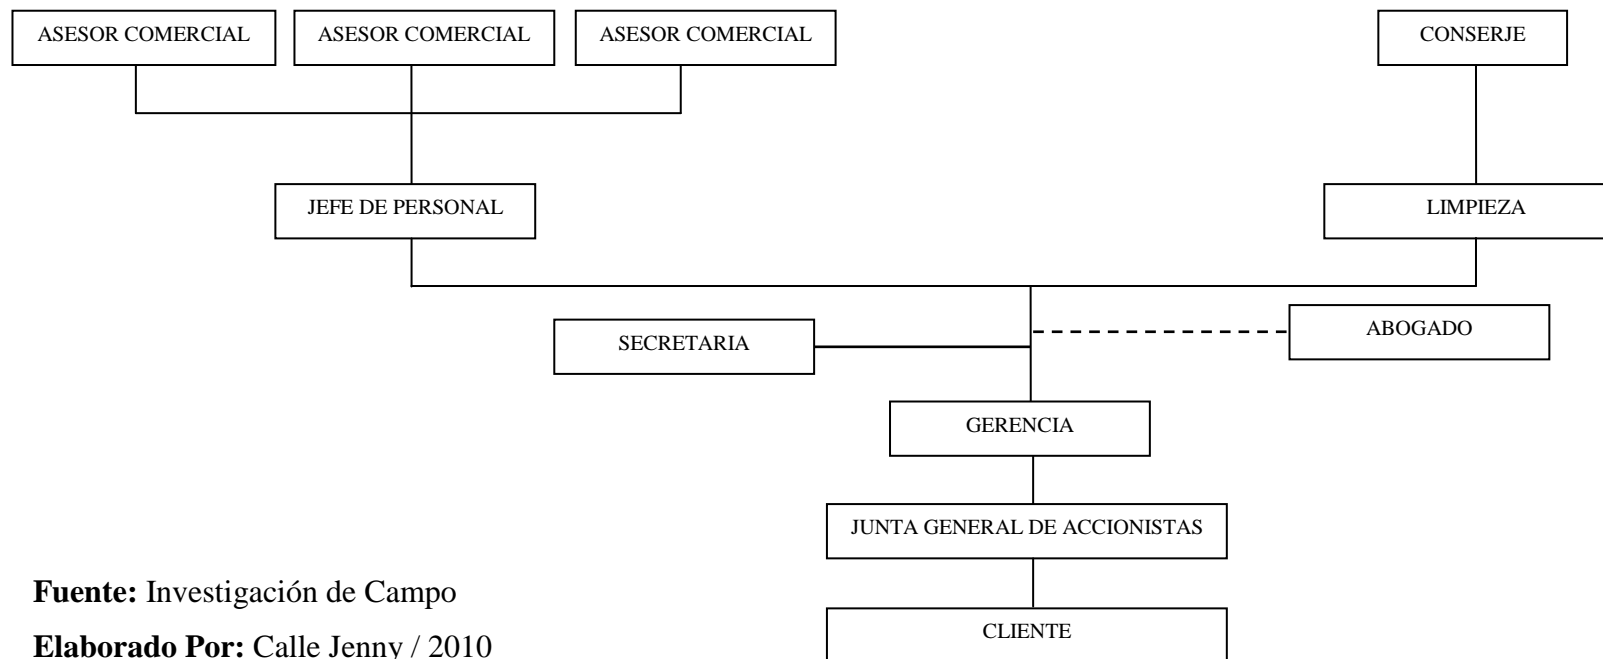 ASESOR COMERCIAL
ASESOR COMERCIAL
ASESOR COMERCIAL
CONSERJE
JEFE DE PERSONAL
LIMPIEZA
SECRETARIA
ABOGADO
GERENCIA
JUNTA GENERAL DE ACCIONISTAS
CLIENTE
Fuente: Investigación de Campo
Elaborado Por: Calle Jenny / 2010